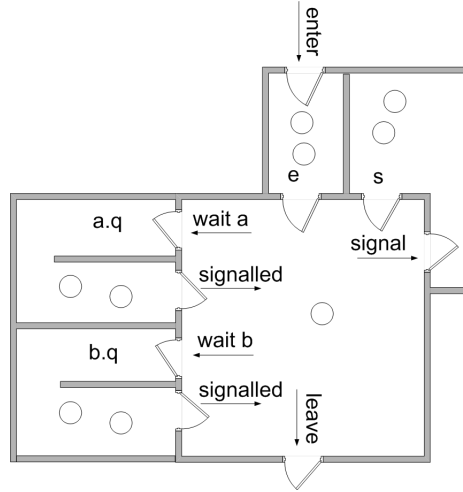 enter
e
s
a.q
wait a
signal
signalled
b.q
wait b
signalled
leave